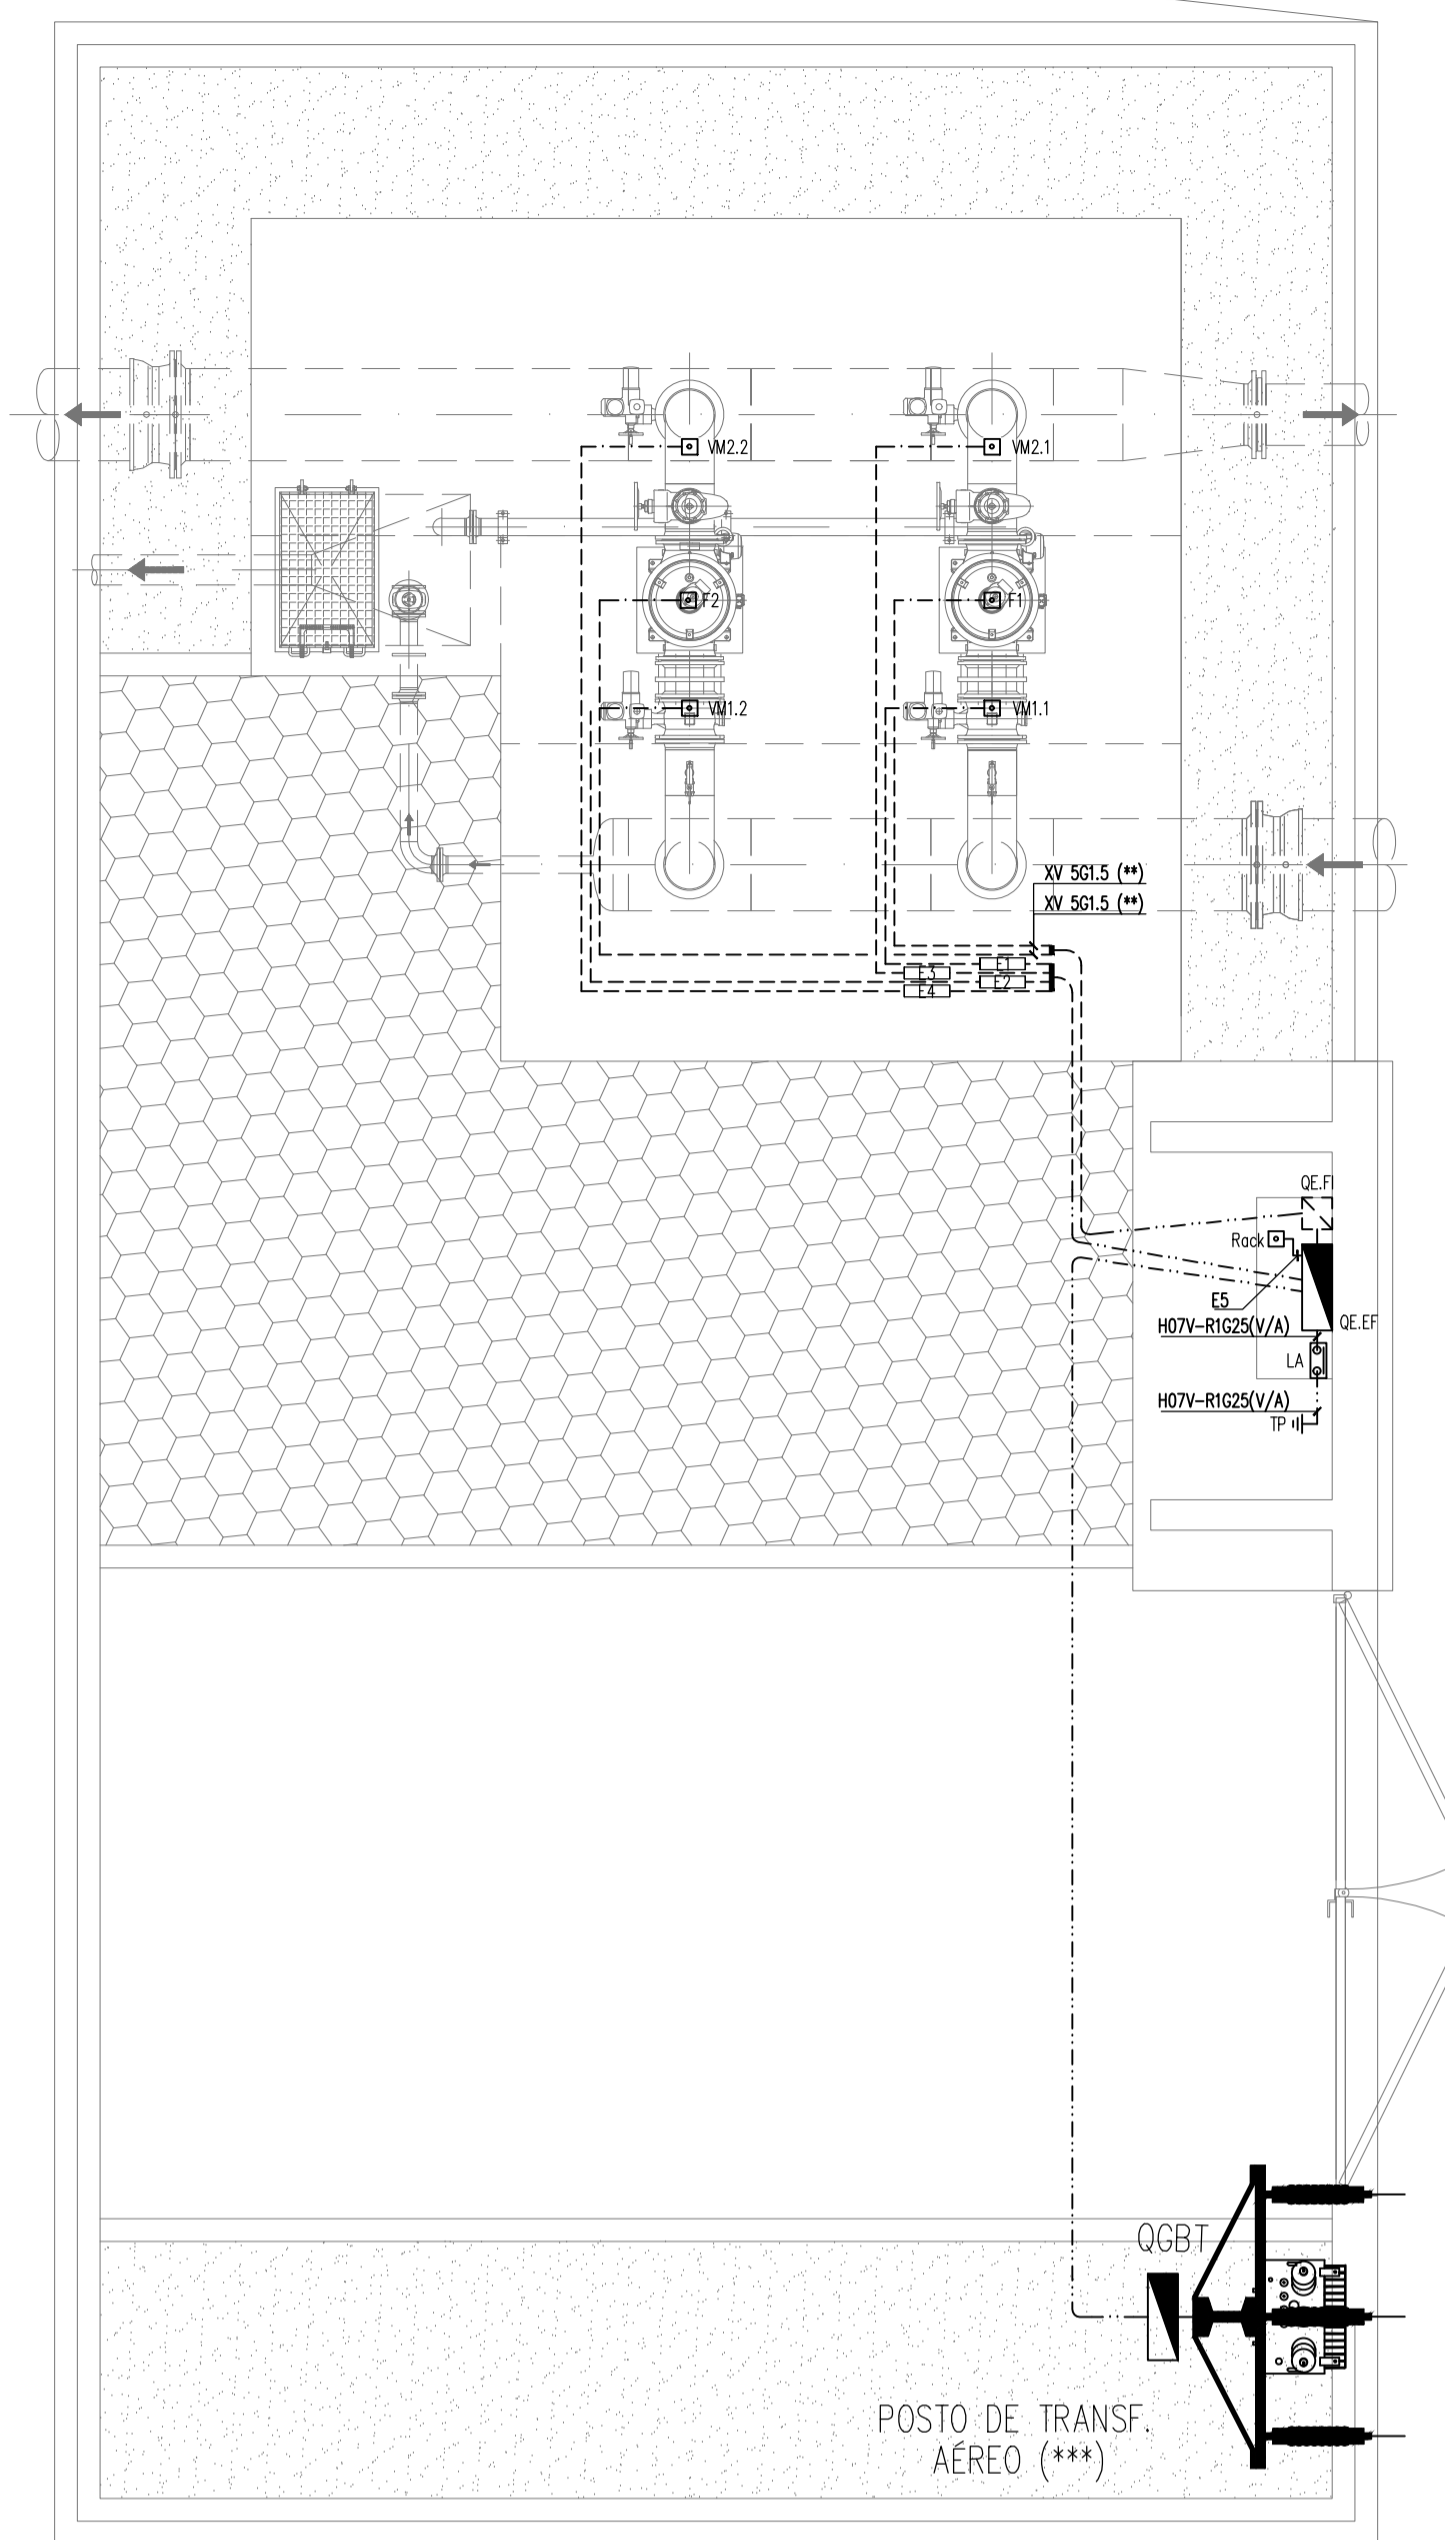 VM2.2
VM2.1
F2
F1
VM1.2
VM1.1
XV 5G1.5 (**)
XV 5G1.5 (**)
E1
E3
E2
E4
QE.FI
Rack
E5
H07V-R1G25(V/A)
QE.EF
LA
H07V-R1G25(V/A)
TP
QGBT
POSTO DE TRANSF.
AÉREO (***)